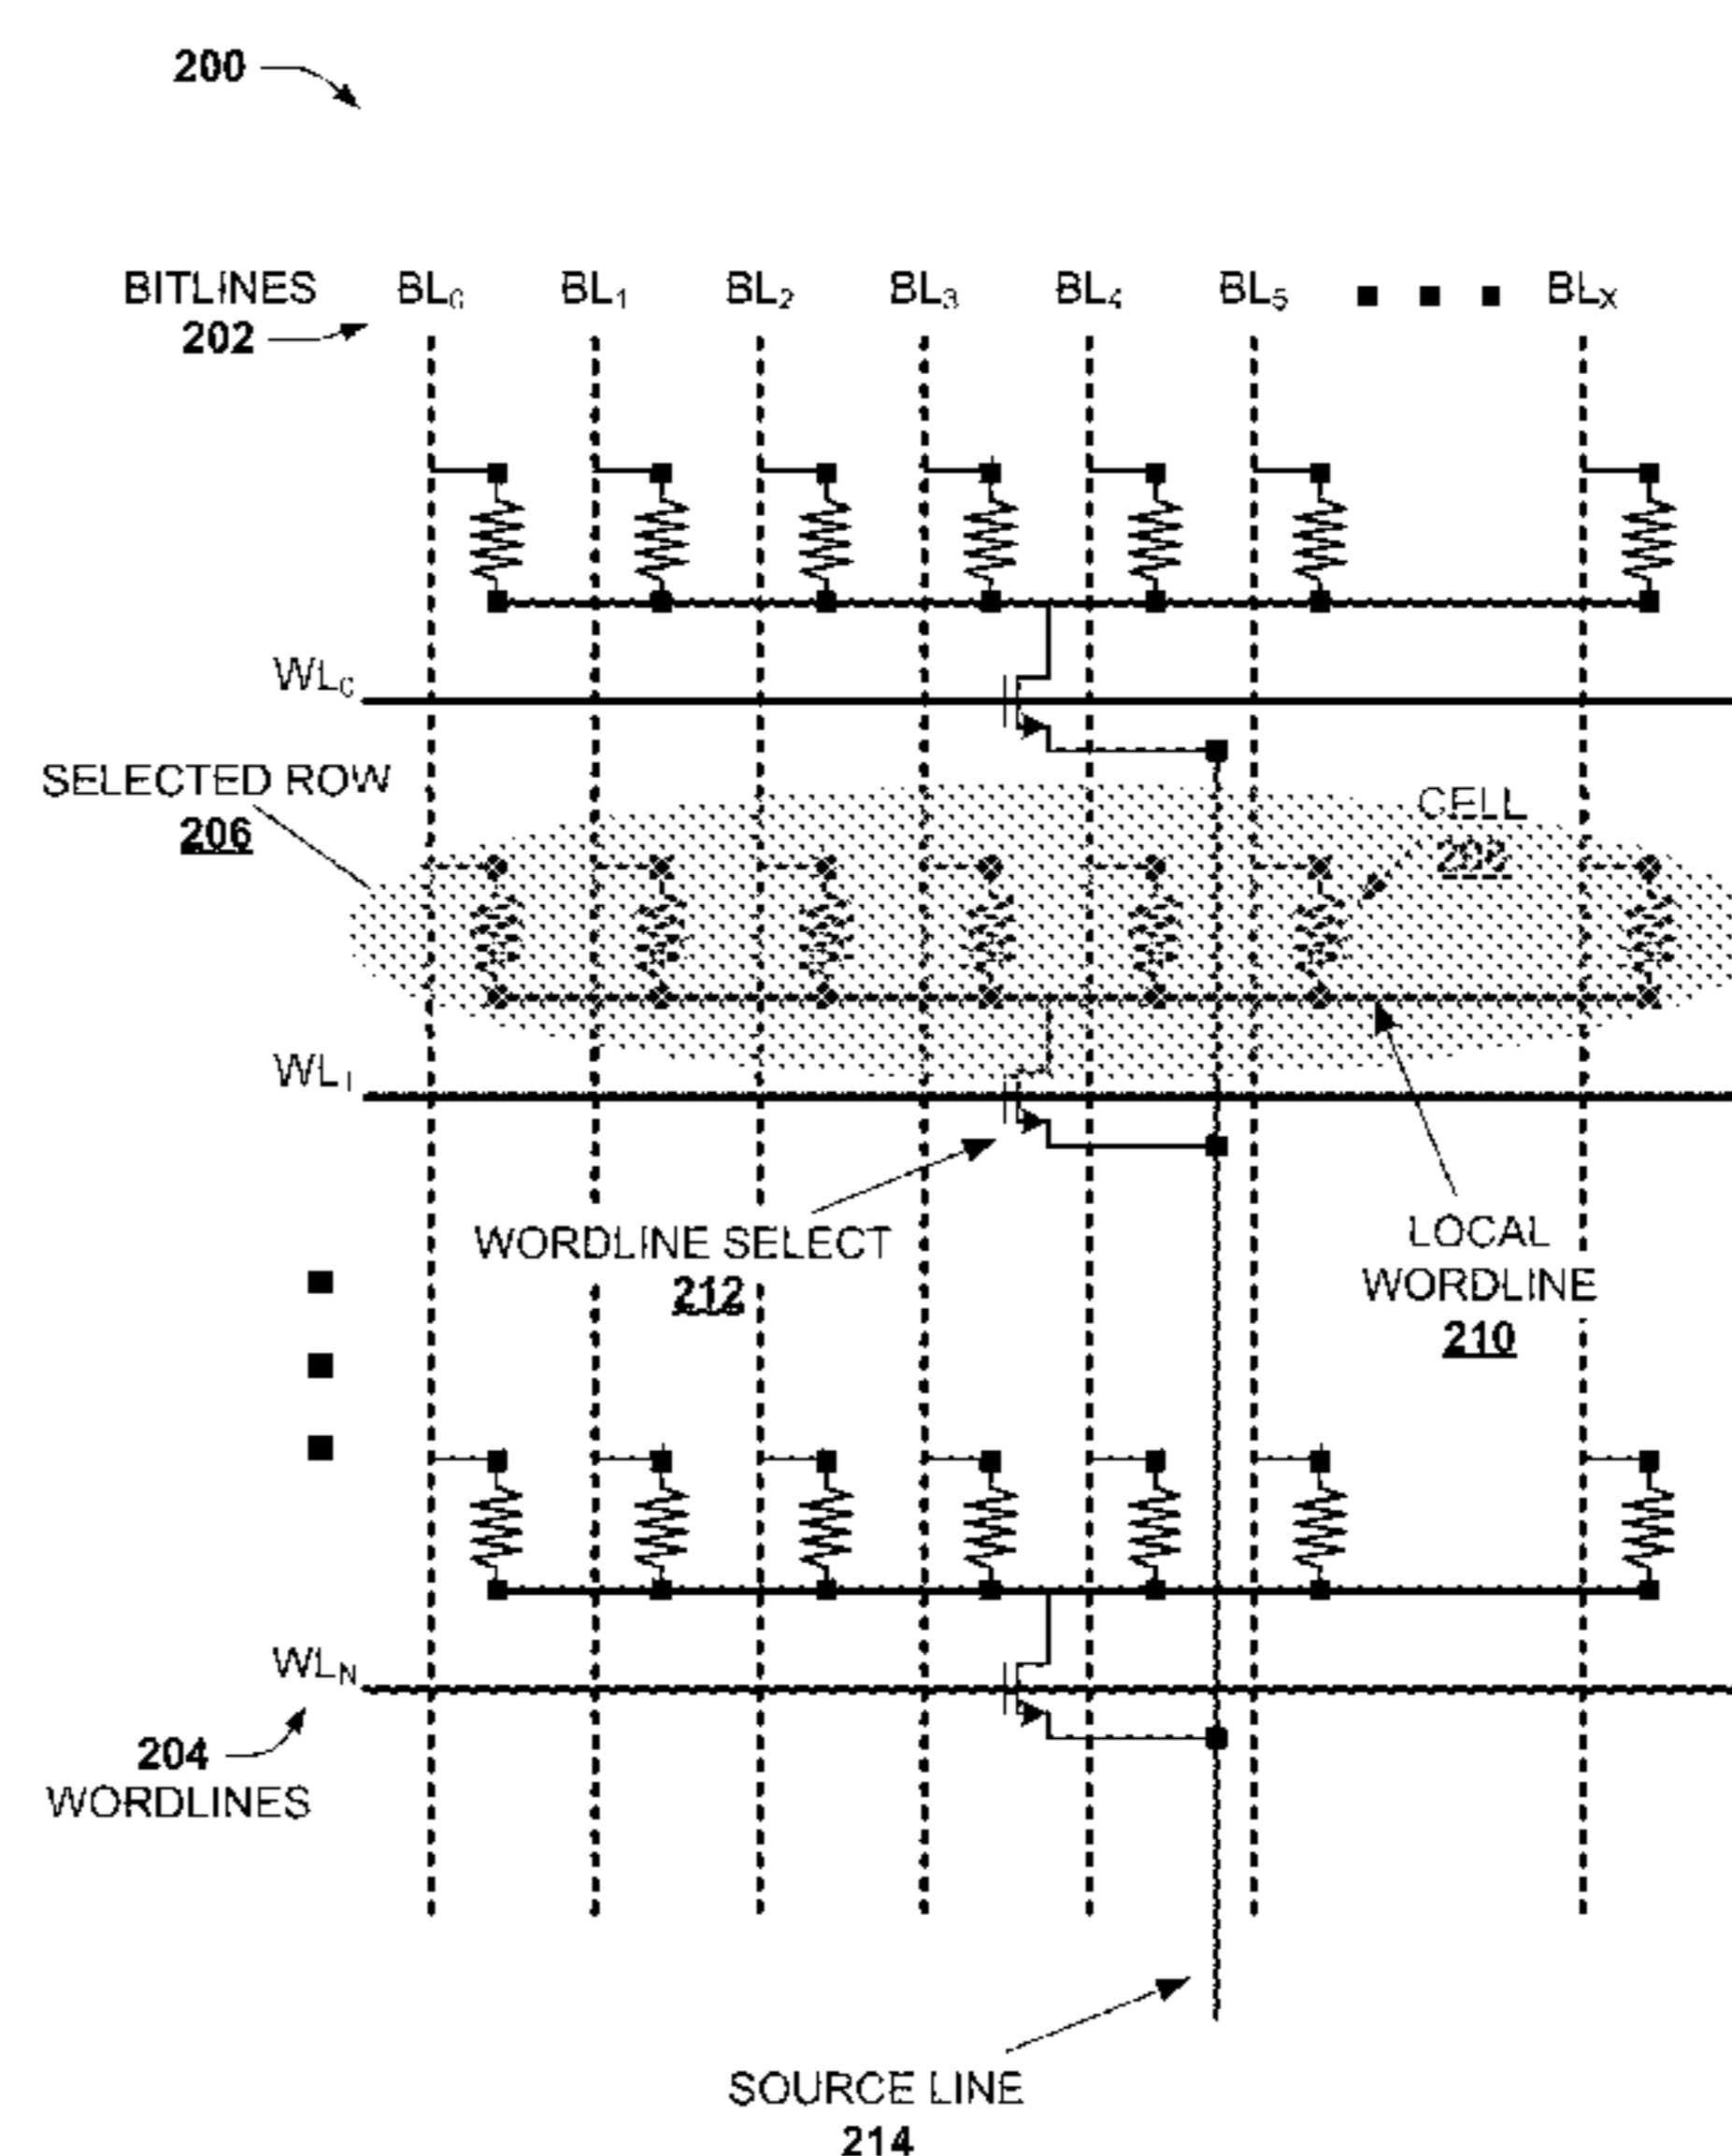 200
BITLINES
202
BL₀ BL₁ BL₂ BL₃ BL₄ BL₅ BLX
WL₀
SELECTED ROW
206
CELL
WL₁
WORDLINE SELECT
212
LOCAL
WORDLINE
210
WLN
204
WORDLINES
SOURCE LINE
214